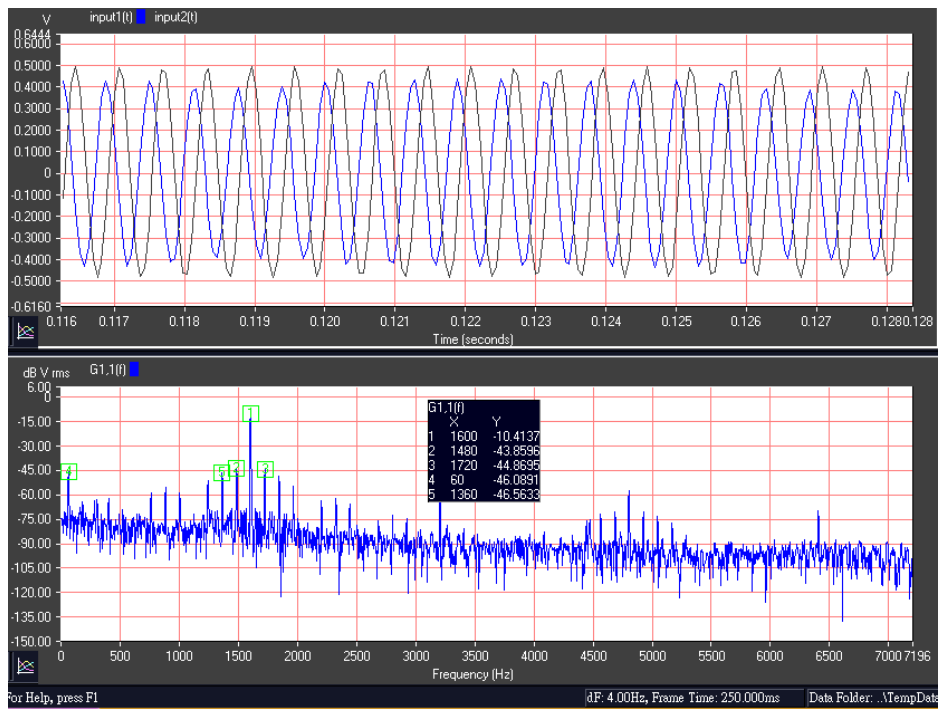 V input1(t) input2(t)
0.6444
0.6000
0.5000
0.4000
0.3000
0.2000
0.1000
0
-0.1000
-0.2000
-0.3000
-0.4000
-0.5000
-0.6160
0.116 0.117 0.118 0.119 0.120 0.121 0.122 0.123 0.124 0.125 0.126 0.127 0.128 0.128
Time (seconds)
dB V rms G1,1(f)
6.00
0
-15.00
-30.00
-45.00
-60.00
-75.00
-90.00
-105.00
-120.00
-135.00
-150.00
1
4
5
2
3
G1,1(f)
X Y
1 1600 -10.4137
2 1480 -43.8596
3 1720 -44.8695
4 60 -46.0891
5 1360 -46.5633
0 500 1000 1500 2000 2500 3000 3500 4000 4500 5000 5500 6000 6500 7000 7196
Frequency (Hz)
For Help, press F1 dF: 4.00Hz, Frame Time: 250.000ms Data Folder: ..\TempData